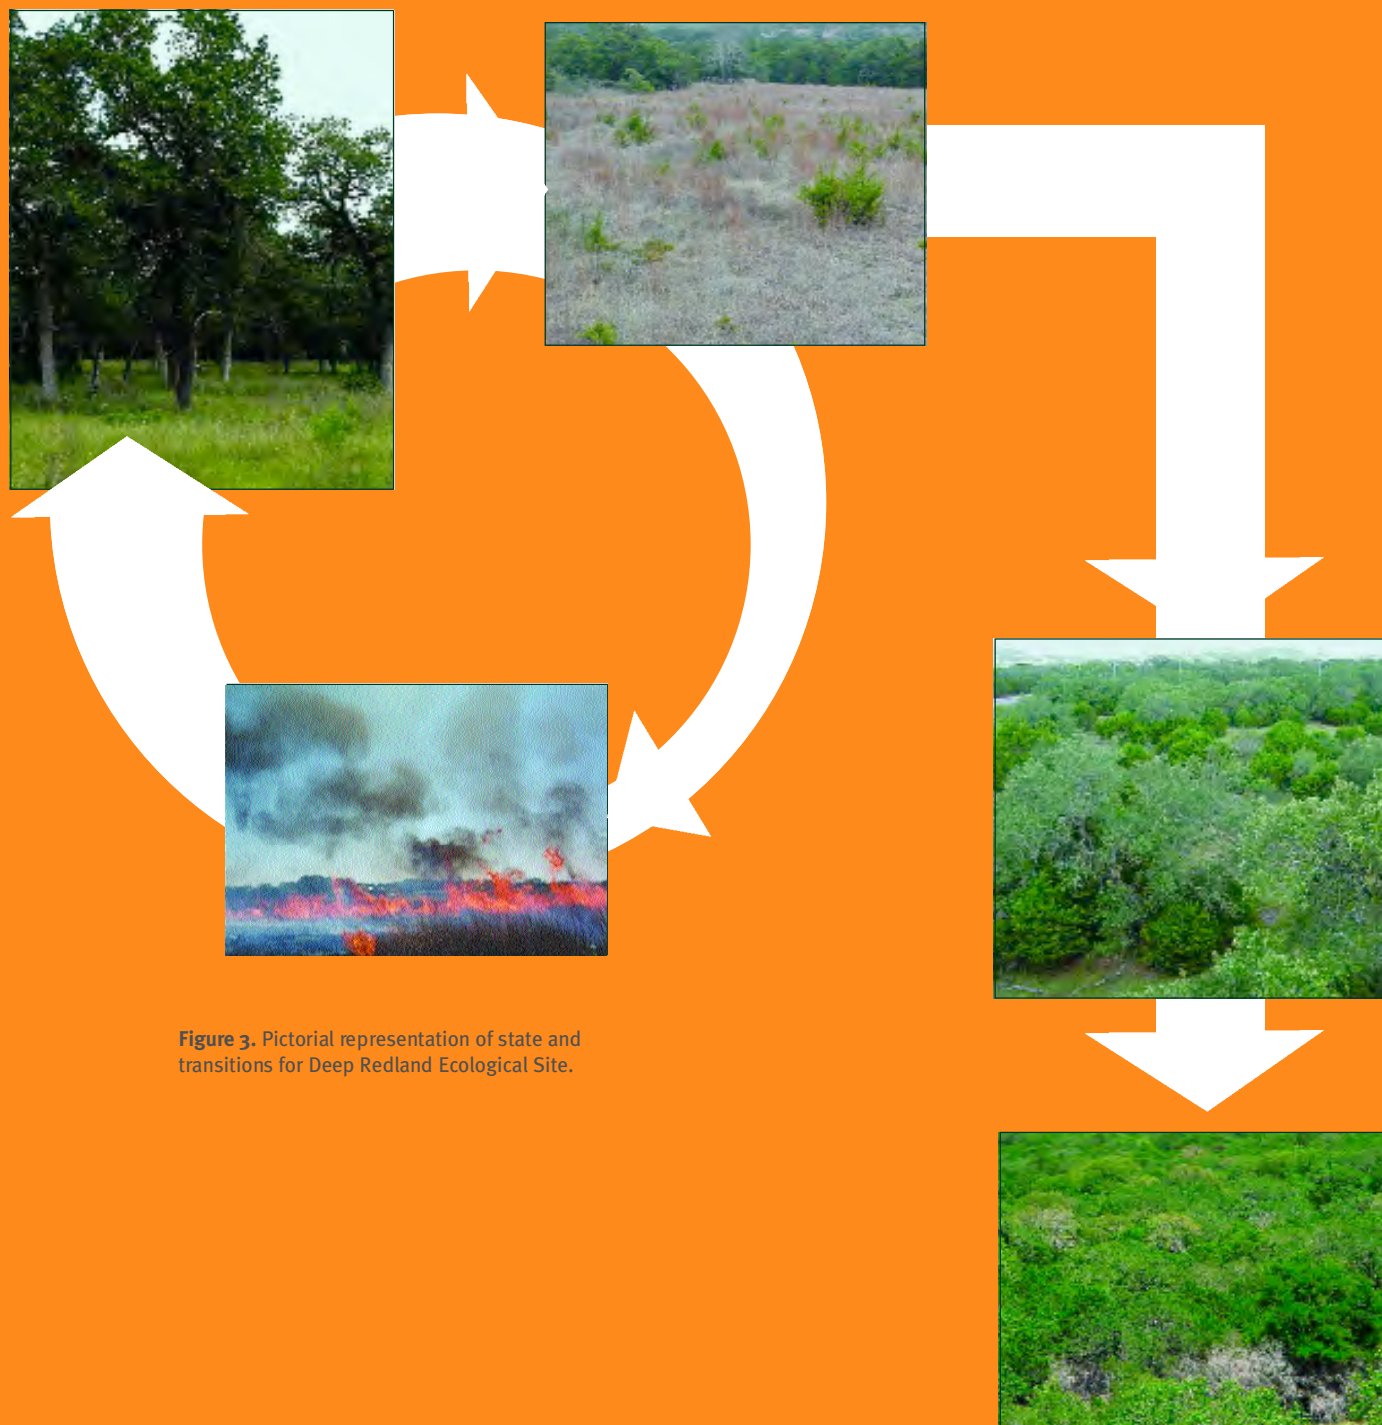 Figure 3. Pictorial representation of state and
transitions for Deep Redland Ecological Site.